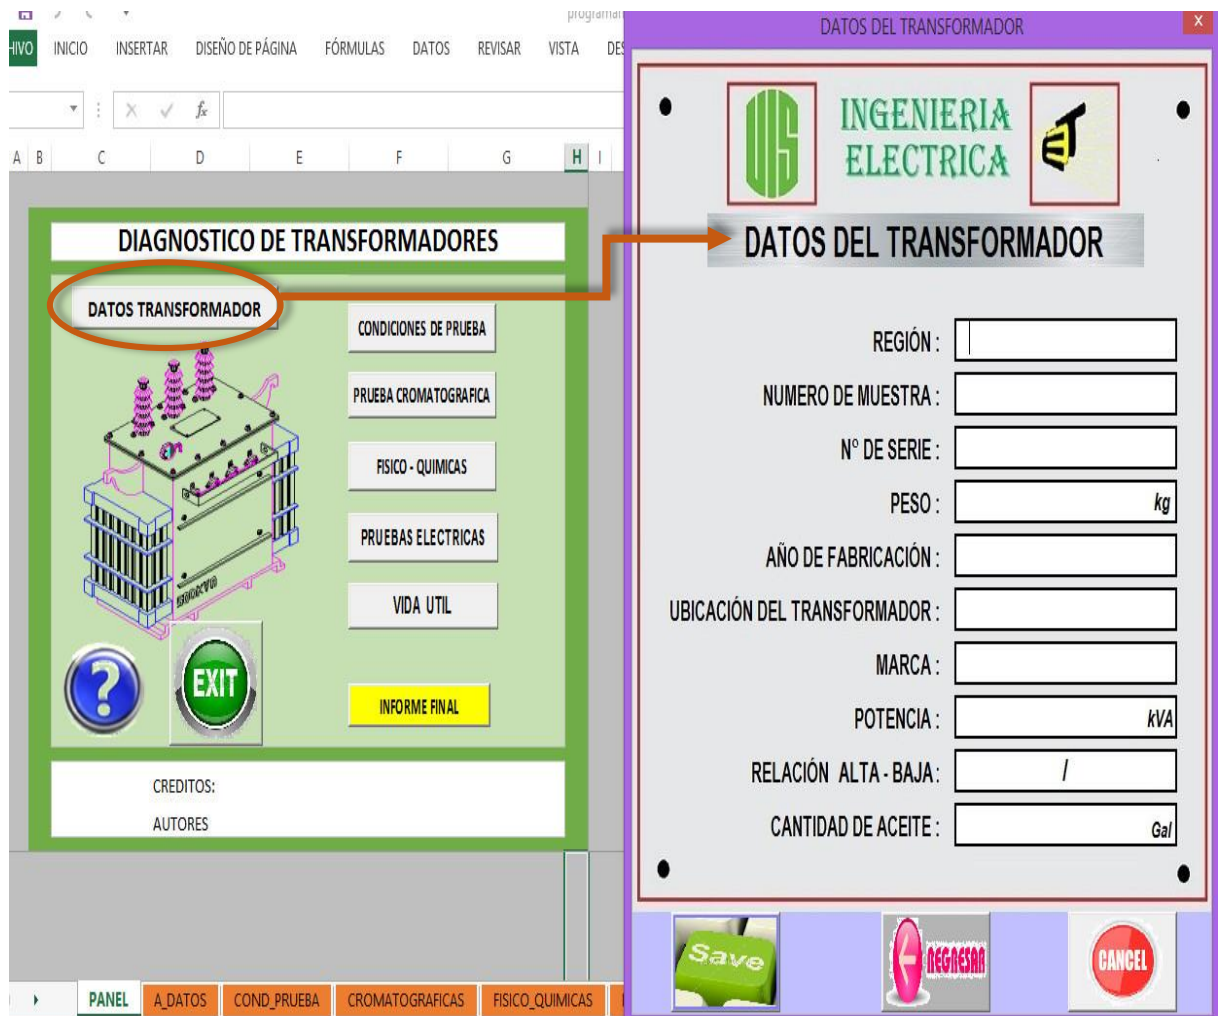 INICIO INSERTAR DISEÑO DE PÁGINA FÓRMULAS DATOS REVISAR VISTA
fx
A B C D E F G H I
DIAGNOSTICO DE TRANSFORMADORES
DATOS TRANSFORMADOR
CONDICIONES DE PRUEBA
PRUEBA CROMATOGRAFICA
FISICO - QUIMICAS
PRUEBAS ELECTRICAS
VIDA UTIL
500KVA
?
EXIT
INFORME FINAL
CREDITOS:
AUTORES
PANEL A_DATOS COND_PRUEBA CROMATOGRAFICAS FISICO_QUIMICAS
DATOS DEL TRANSFORMADOR
X
UIS
INGENIERIA
ELECTRICA
DATOS DEL TRANSFORMADOR
REGIÓN :
NUMERO DE MUESTRA :
N° DE SERIE :
PESO : kg
AÑO DE FABRICACIÓN :
UBICACIÓN DEL TRANSFORMADOR :
MARCA :
POTENCIA : kVA
RELACIÓN ALTA - BAJA : /
CANTIDAD DE ACEITE : Gal
Save
REGRESAR
CANCEL